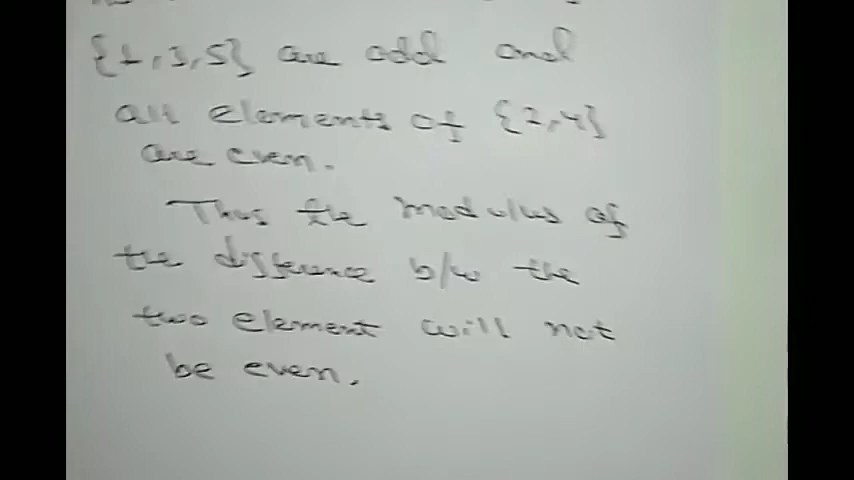 {1,3,5} are odd and
all elements of {2,4}
are even.
Thus the modulus of
the difference b/w the
two element will not
be even.